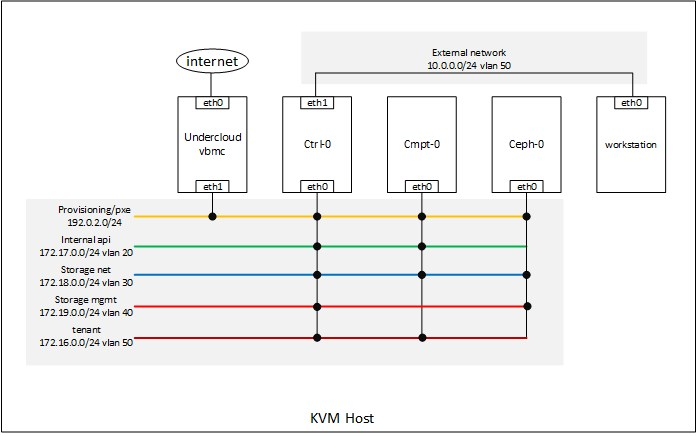 External network
10.0.0.0/24 vlan 50
internet
eth0
eth1
eth0
Undercloud
vbmc
Ctrl-0
Cmpt-0
Ceph-0
workstation
eth1
eth0
eth0
eth0
Provisioning/pxe
192.0.2.0/24
Internal api
172.17.0.0/24 vlan 20
Storage net
172.18.0.0/24 vlan 30
Storage mgmt
172.19.0.0/24 vlan 40
tenant
172.16.0.0/24 vlan 50
KVM Host